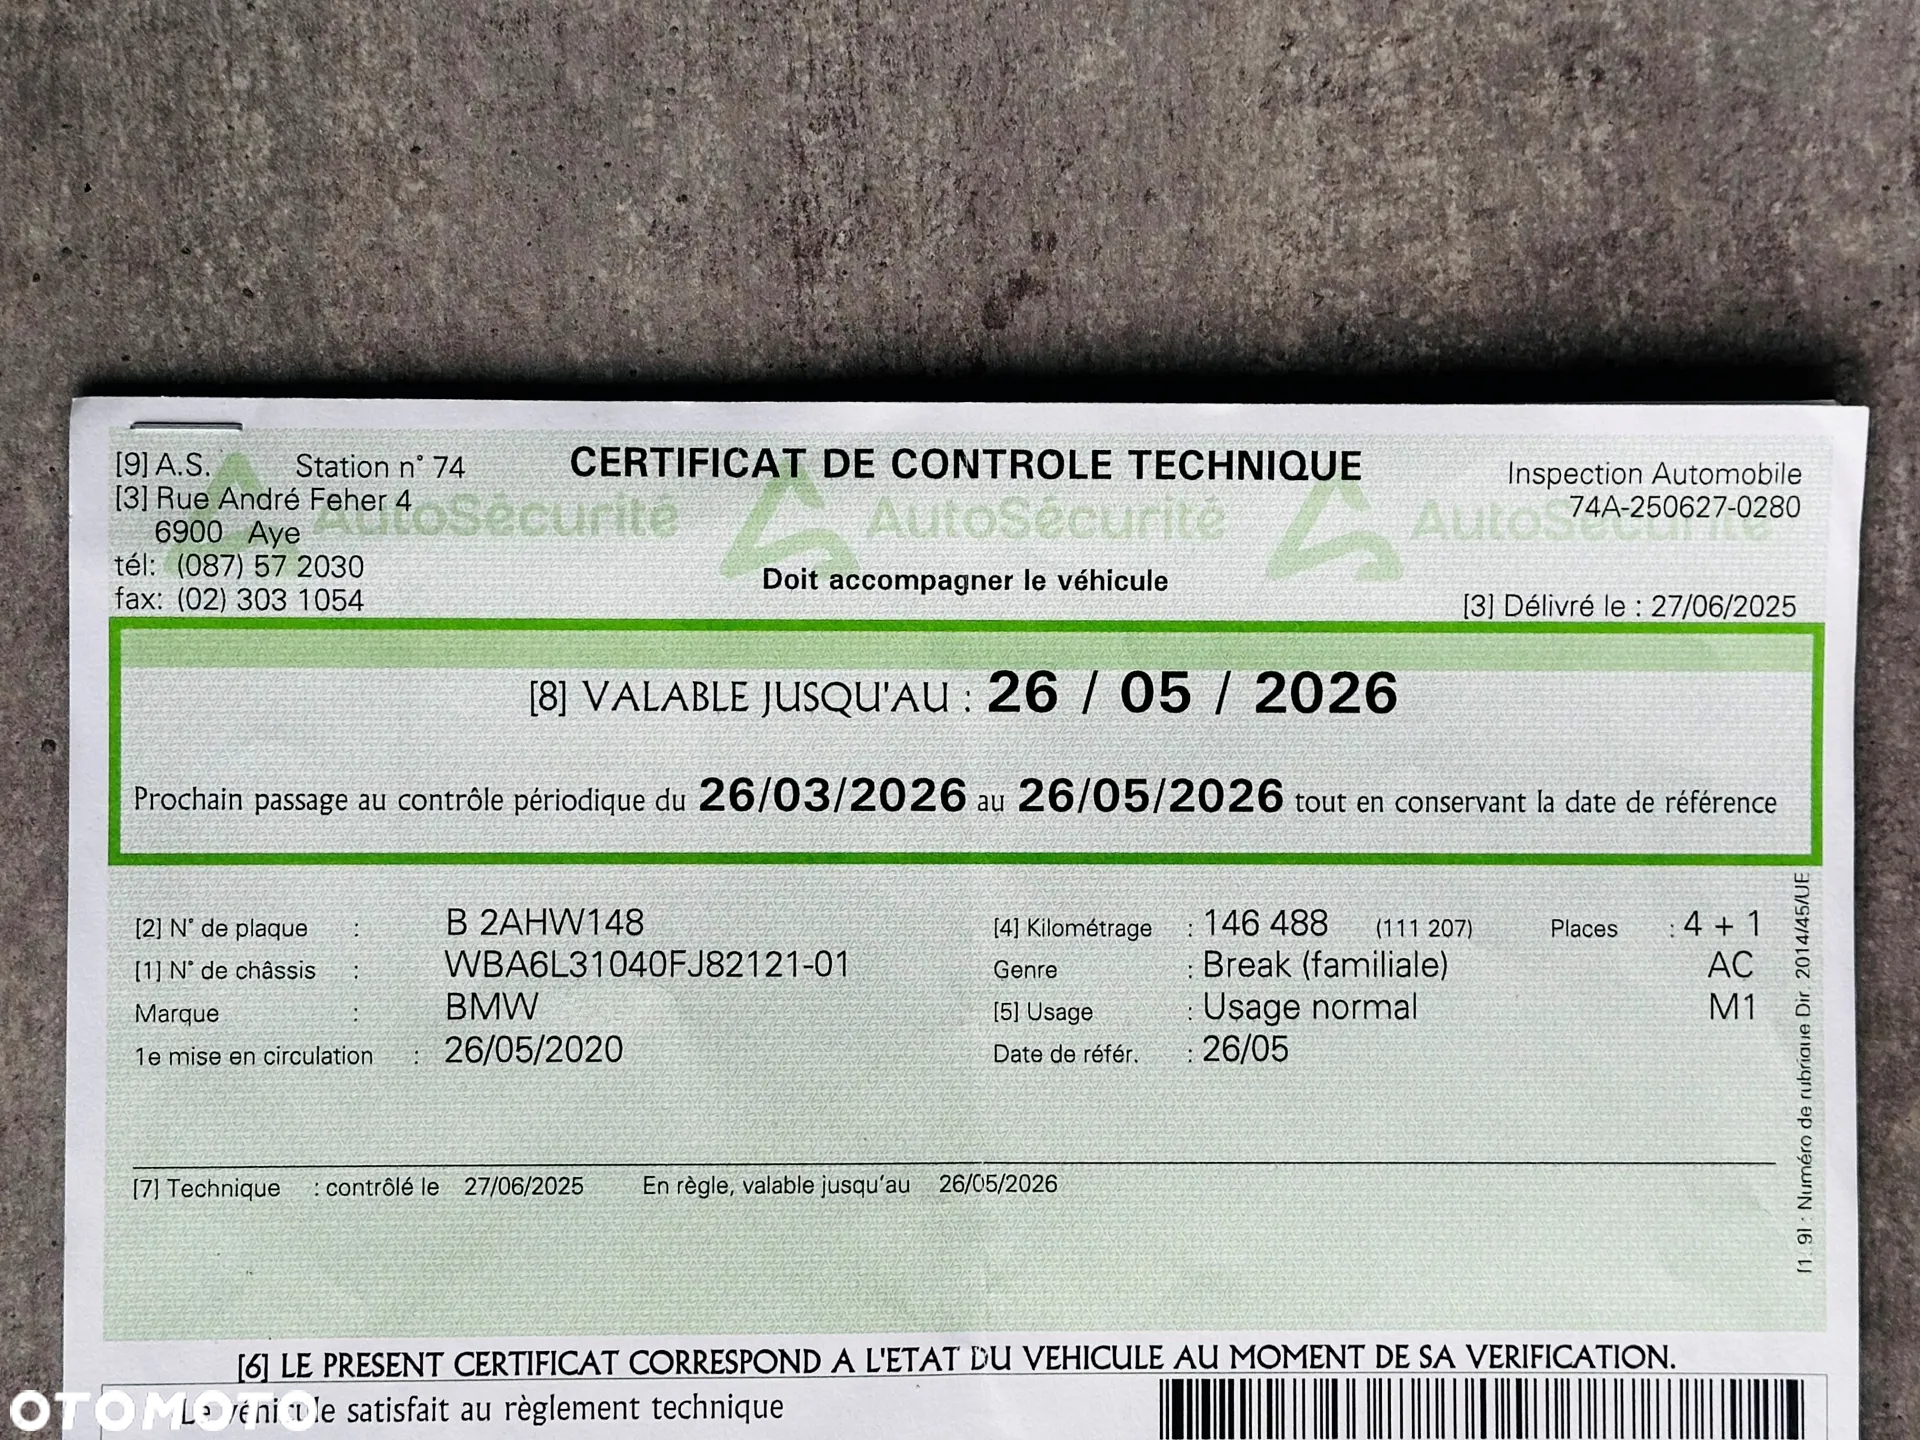 [9] A.S. Station n° 74
CERTIFICAT DE CONTROLE TECHNIQUE
Inspection Automobile
[3] Rue André Feher 4
74A-250627-0280
6900 Aye
AutoSécurité AutoSécurité AutoSécurité
tél: (087) 57 2030
Doit accompagner le véhicule
fax: (02) 303 1054
[3] Délivré le : 27/06/2025
[8] VALABLE JUSQU'AU : 26 / 05 / 2026
Prochain passage au contrôle périodique du 26/03/2026 au 26/05/2026 tout en conservant la date de référence
[2] N° de plaque : B 2AHW148
[4] Kilométrage : 146 488 (111 207) Places : 4 + 1
[1] N° de châssis : WBA6L31040FJ82121-01
Genre : Break (familiale) AC
Marque : BMW
[5] Usage : Usage normal M1
1e mise en circulation : 26/05/2020
Date de référ. : 26/05
[7] Technique : contrôlé le 27/06/2025 En règle, valable jusqu'au 26/05/2026
[1. 9] : Numéro de rubrique Dir. 2014/45/UE
[6] LE PRESENT CERTIFICAT CORRESPOND A L'ETAT DU VEHICULE AU MOMENT DE SA VERIFICATION.
Le véhicule satisfait au règlement technique
OTOMOTO